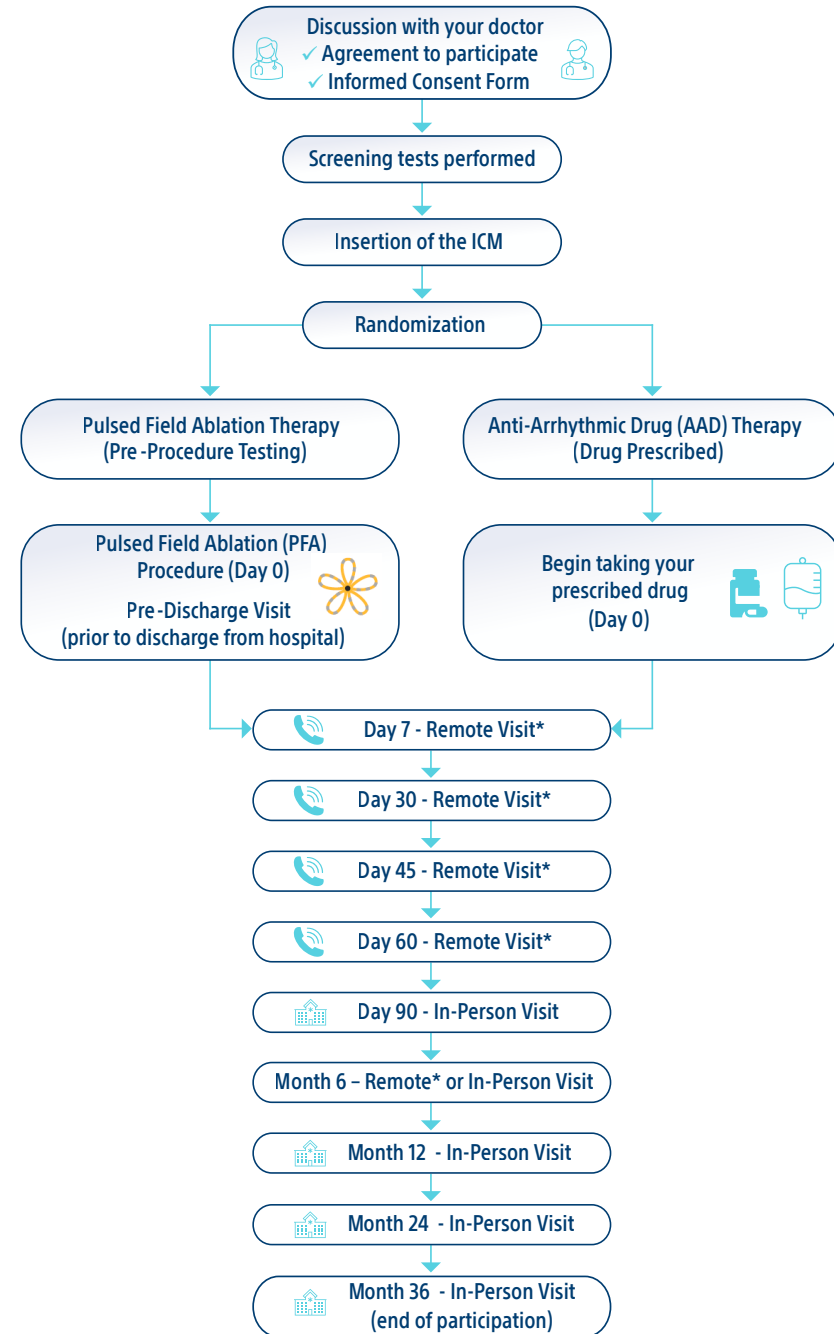 Discussion with your doctor
✓ Agreement to participate
✓ Informed Consent Form
Screening tests performed
Insertion of the ICM
Randomization
Pulsed Field Ablation Therapy
(Pre-Procedure Testing)
Anti-Arrhythmic Drug (AAD) Therapy
(Drug Prescribed)
Pulsed Field Ablation (PFA)
Procedure (Day 0)
Pre-Discharge Visit
(prior to discharge from hospital)
Begin taking your
prescribed drug
(Day 0)
Day 7 - Remote Visit*
Day 30 - Remote Visit*
Day 45 - Remote Visit*
Day 60 - Remote Visit*
Day 90 - In-Person Visit
Month 6 – Remote* or In-Person Visit
Month 12 - In-Person Visit
Month 24 - In-Person Visit
Month 36 - In-Person Visit
(end of participation)